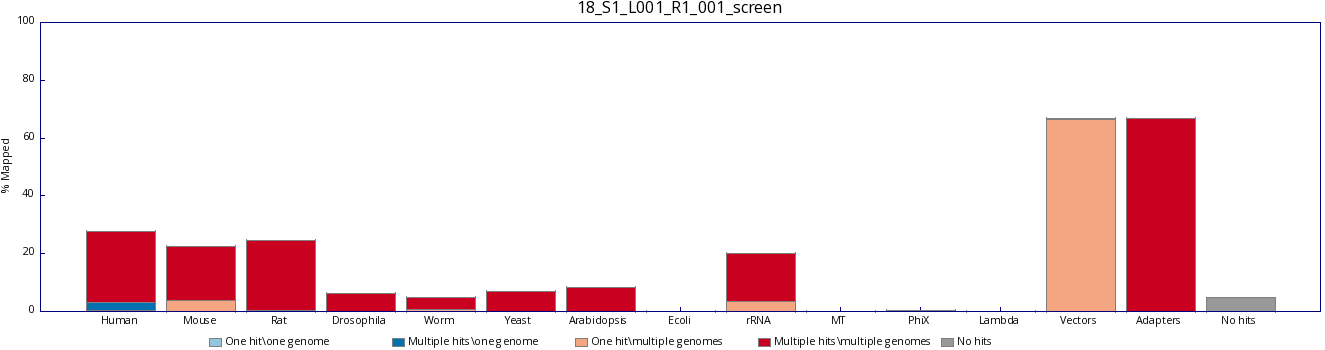 18_S1_L001_R1_001_screen
100
80
60
40
20
0
% Mapped
Human Mouse Rat Drosophila Worm Yeast Arabidopsis Ecoli rRNA MT PhiX Lambda Vectors Adapters No hits
One hit\one genome Multiple hits\one genome One hit\multiple genomes Multiple hits\multiple genomes No hits